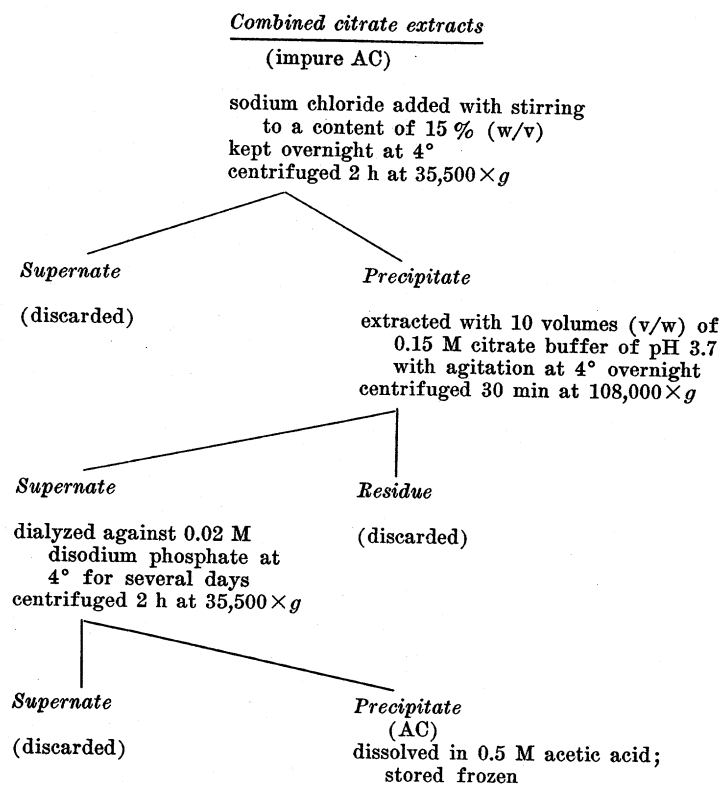 Combined citrate extracts
(impure AC)
sodium chloride added with stirring
to a content of 15 % (w/v)
kept overnight at 4°
centrifuged 2 h at 35,500×g
Supernate
(discarded)
Precipitate
extracted with 10 volumes (v/w) of
0.15 M citrate buffer of pH 3.7
with agitation at 4° overnight
centrifuged 30 min at 108,000×g
Supernate
dialyzed against 0.02 M
disodium phosphate at
4° for several days
centrifuged 2 h at 35,500×g
Residue
(discarded)
Supernate
(discarded)
Precipitate
(AC)
dissolved in 0.5 M acetic acid;
stored frozen